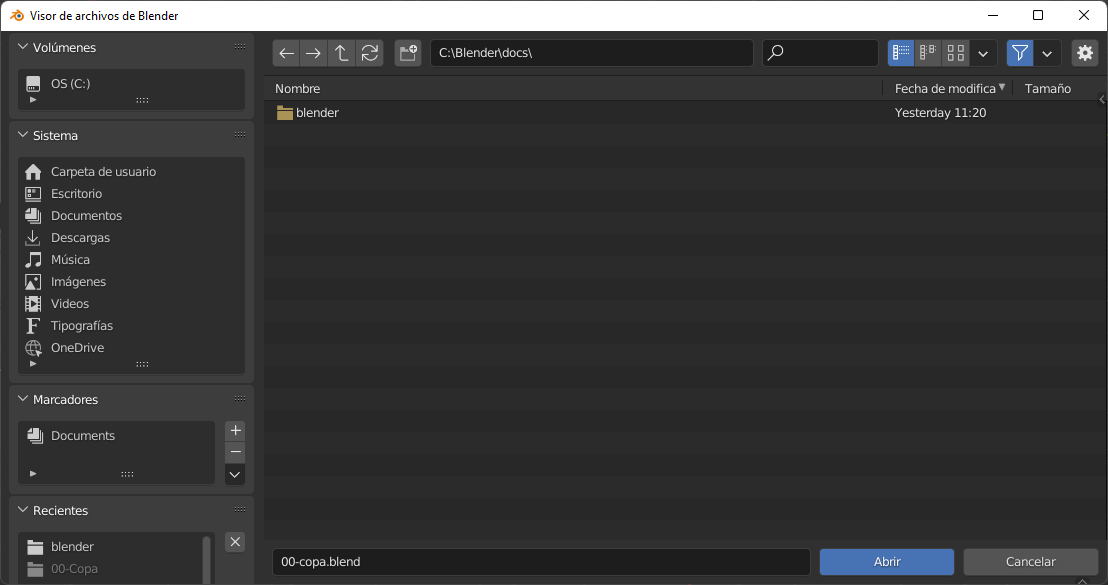 Visor de archivos de Blender
Volúmenes
OS (C:)
Sistema
Carpeta de usuario
Escritorio
Documentos
Descargas
Música
Imágenes
Videos
Tipografías
OneDrive
Marcadores
Documents
Recientes
blender
00-Copa
C:\Blender\docs\
Nombre Fecha de modifica Tamaño
blender Yesterday 11:20
00-copa.blend Abrir Cancelar